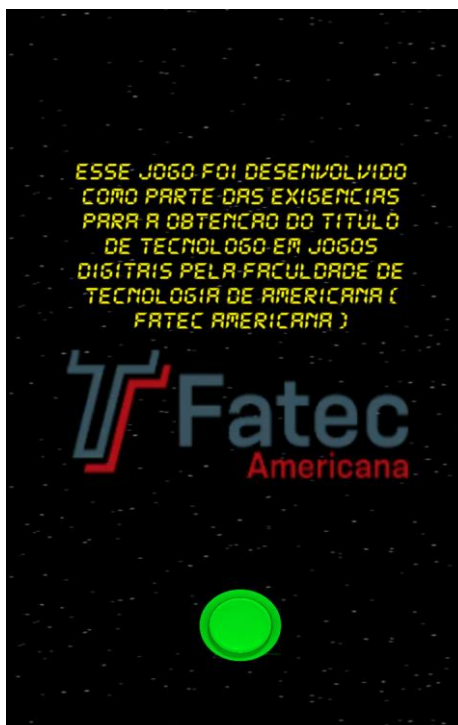 ESSE JOGO FOI DESENVOLVIDO
COMO PARTE DAS EXIGENCIAS
PARA A OBTENCAO DO TITULO
DE TECNOLOGO EM JOGOS
DIGITAIS PELA FACULDADE DE
TECNOLOGIA DE AMERICANA (
FATEC AMERICANA )
Fatec
Americana